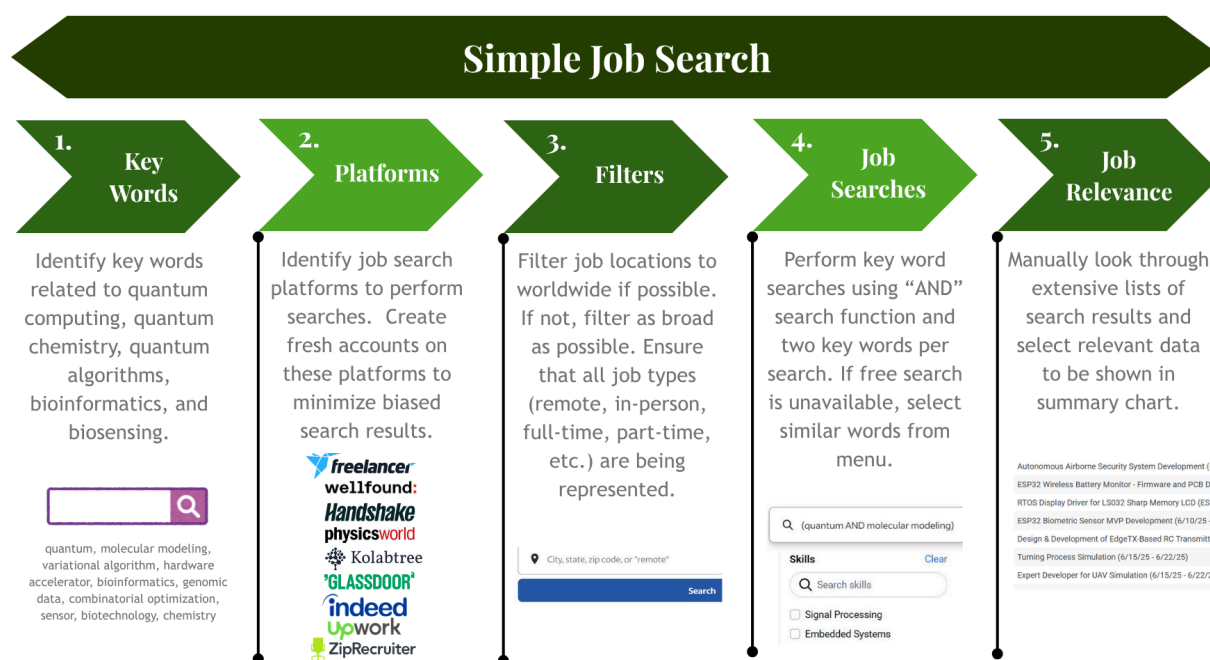 Simple Job Search
1.
Key
Words
Identify key words
related to quantum
computing, quantum
chemistry, quantum
algorithms,
bioinformatics, and
biosensing.
quantum, molecular modeling,
variational algorithm, hardware
accelerator, bioinformatics, genomic
data, combinatorial optimization,
sensor, biotechnology, chemistry
2.
Platforms
Identify job search
platforms to perform
searches. Create
fresh accounts on
these platforms to
minimize biased
search results.
freelancer
wellfound:
Handshake
physicsworld
Kolabtree
'GLASSDOOR'
indeed
Upwork
ZipRecruiter
3.
Filters
Filter job locations to
worldwide if possible.
If not, filter as broad
as possible. Ensure
that all job types
(remote, in-person,
full-time, part-time,
etc.) are being
represented.
City, state, zip code, or "remote"
Search
4.
Job
Searches
Perform key word
searches using “AND”
search function and
two key words per
search. If free search
is unavailable, select
similar words from
menu.
(quantum AND molecular modeling)
Skills Clear
Search skills
Signal Processing
Embedded Systems
5.
Job
Relevance
Manually look through
extensive lists of
search results and
select relevant data
to be shown in
summary chart.
Autonomous Airborne Security System Development (
ESP32 Wireless Battery Monitor - Firmware and PCB D
RTOS Display Driver for LS032 Sharp Memory LCD (ES
ESP32 Biometric Sensor MVP Development (6/10/25 -
Design & Development of EdgeTX-Based RC Transmitt
Turning Process Simulation (6/15/25 - 6/22/25)
Expert Developer for UAV Simulation (6/15/25 - 6/22/2